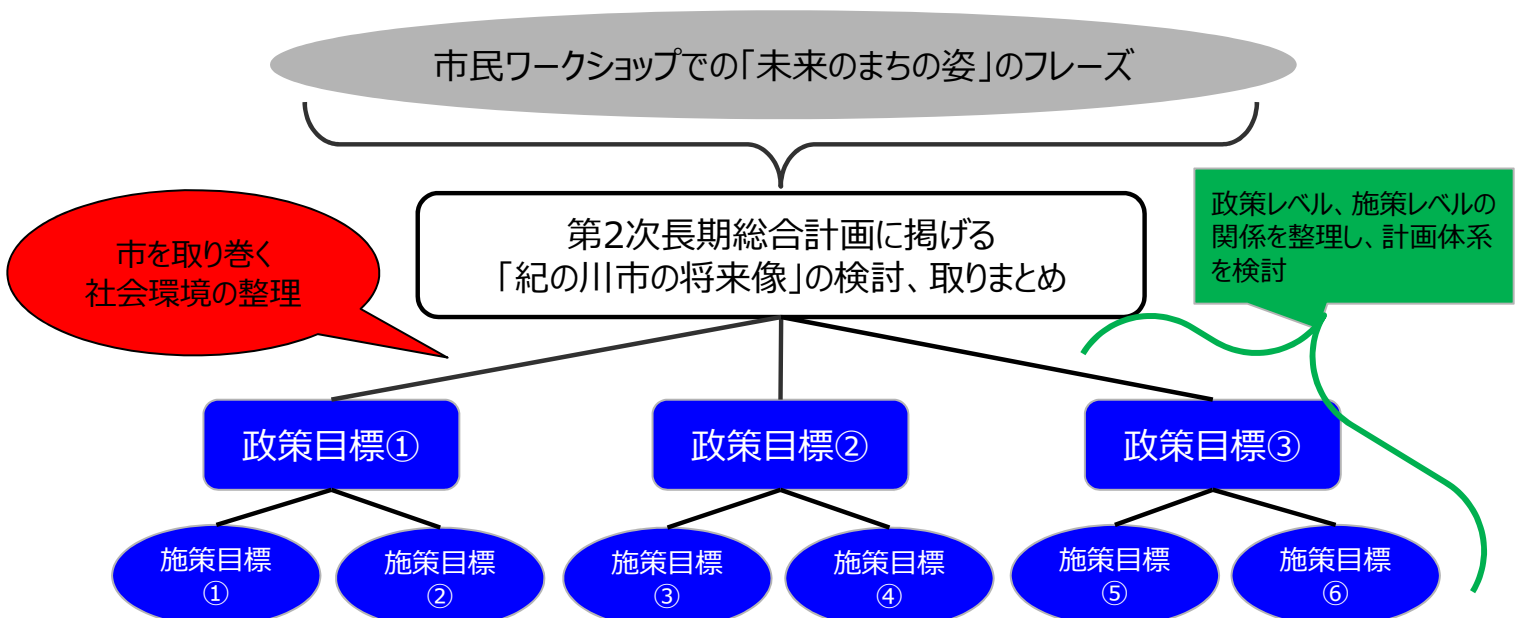 市民ワークショップでの「未来のまちの姿」のフレーズ
第2次長期総合計画に掲げる
「紀の川市の将来像」の検討、取りまとめ
政策レベル、施策レベルの
関係を整理し、計画体系
を検討
市を取り巻く
社会環境の整理
政策目標①
政策目標②
政策目標③
施策目標
①
施策目標
②
施策目標
③
施策目標
④
施策目標
⑤
施策目標
⑥